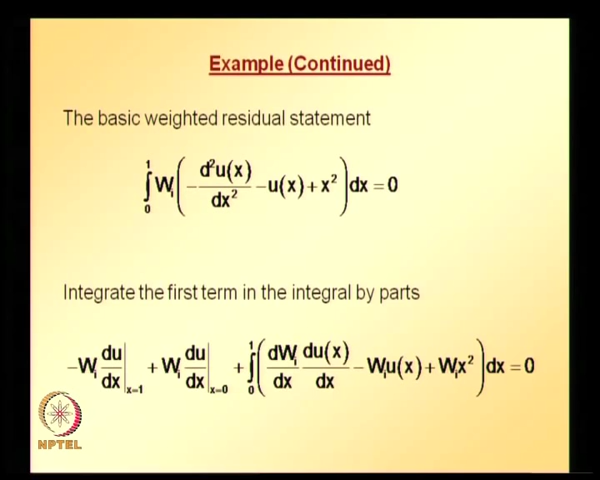 Example (Continued)
The basic weighted residual statement
∫₀¹ Wᵢ ( − d²u(x)/dx² − u(x) + x² ) dx = 0
Integrate the first term in the integral by parts
−Wᵢ du/dx |ₓ₌₁ + Wᵢ du/dx |ₓ₌₀ + ∫₀¹ ( dWᵢ/dx du(x)/dx − Wᵢu(x) + Wᵢx² ) dx = 0
NPTEL